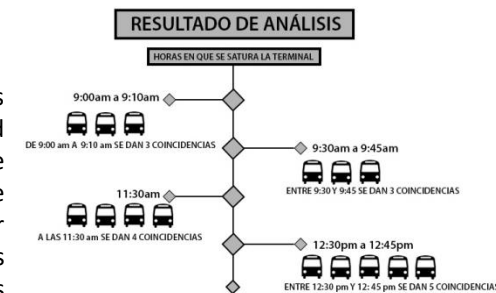 RESULTADO DE ANÁLISIS
HORAS EN QUE SE SATURA LA TERMINAL
9:00am a 9:10am
DE 9:00 am A 9:10 am SE DAN 3 COINCIDENCIAS
9:30am a 9:45am
ENTRE 9:30 Y 9:45 SE DAN 3 COINCIDENCIAS
11:30am
A LAS 11:30 am SE DAN 4 COINCIDENCIAS
12:30pm a 12:45pm
ENTRE 12:30 pm Y 12: 45 pm SE DAN 5 COINCIDENCIAS